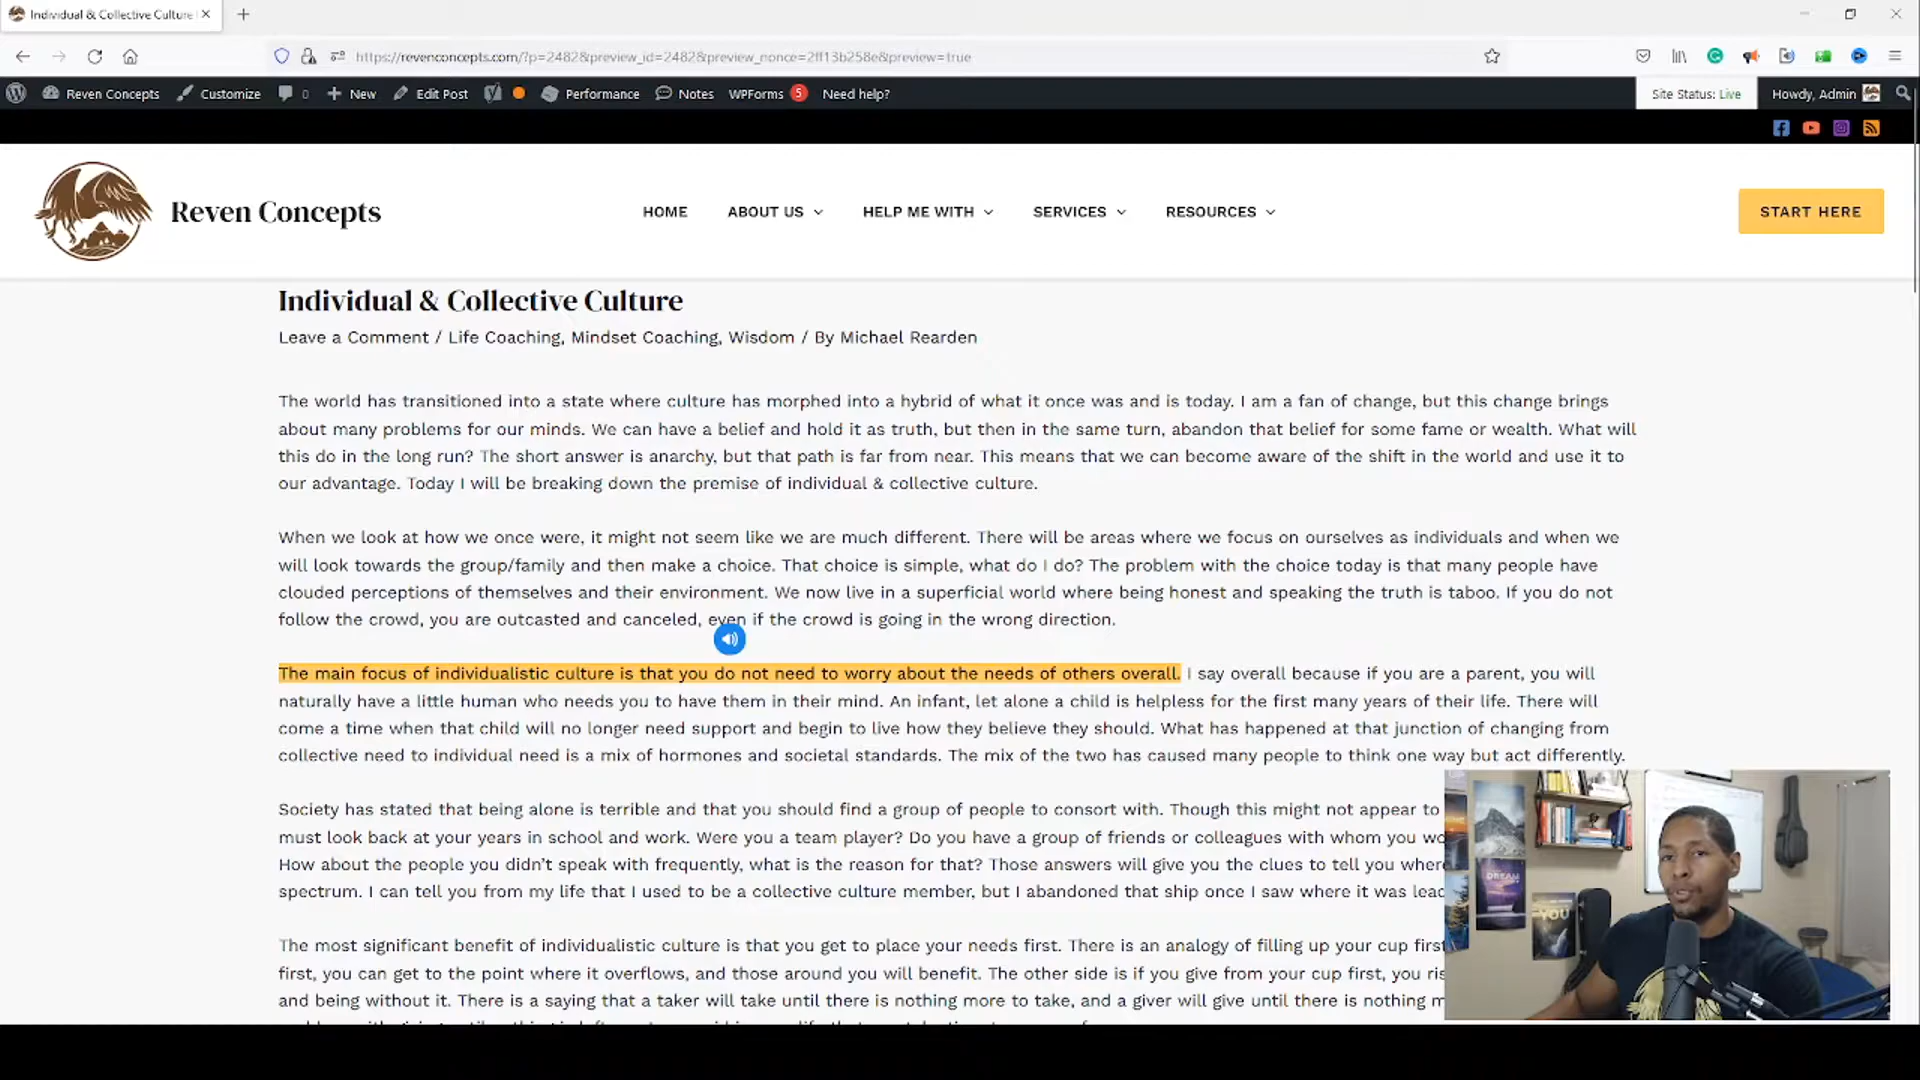 Individual & Collective Culture
https://revenconcepts.com/?p=2482&preview_id=2482&preview_nonce=2ff13b258e&preview=true
Reven Concepts Customize 0 New Edit Post Performance Notes WPForms 5 Need help? Site Status: Live Howdy, Admin
Reven Concepts HOME ABOUT US HELP ME WITH SERVICES RESOURCES START HERE
Individual & Collective Culture
Leave a Comment / Life Coaching, Mindset Coaching, Wisdom / By Michael Rearden
The world has transitioned into a state where culture has morphed into a hybrid of what it once was and is today. I am a fan of change, but this change brings
about many problems for our minds. We can have a belief and hold it as truth, but then in the same turn, abandon that belief for some fame or wealth. What will
this do in the long run? The short answer is anarchy, but that path is far from near. This means that we can become aware of the shift in the world and use it to
our advantage. Today I will be breaking down the premise of individual & collective culture.
When we look at how we once were, it might not seem like we are much different. There will be areas where we focus on ourselves as individuals and when we
will look towards the group/family and then make a choice. That choice is simple, what do I do? The problem with the choice today is that many people have
clouded perceptions of themselves and their environment. We now live in a superficial world where being honest and speaking the truth is taboo. If you do not
follow the crowd, you are outcasted and canceled, even if the crowd is going in the wrong direction.
The main focus of individualistic culture is that you do not need to worry about the needs of others overall. I say overall because if you are a parent, you will
naturally have a little human who needs you to have them in their mind. An infant, let alone a child is helpless for the first many years of their life. There will
come a time when that child will no longer need support and begin to live how they believe they should. What has happened at that junction of changing from
collective need to individual need is a mix of hormones and societal standards. The mix of the two has caused many people to think one way but act differently.
Society has stated that being alone is terrible and that you should find a group of people to consort with. Though this might not appear to
must look back at your years in school and work. Were you a team player? Do you have a group of friends or colleagues with whom you wo
How about the people you didn't speak with frequently, what is the reason for that? Those answers will give you the clues to tell you where
spectrum. I can tell you from my life that I used to be a collective culture member, but I abandoned that ship once I saw where it was lead
The most significant benefit of individualistic culture is that you get to place your needs first. There is an analogy of filling up your cup first
first, you can get to the point where it overflows, and those around you will benefit. The other side is if you give from your cup first, you ris
and being without it. There is a saying that a taker will take until there is nothing more to take, and a giver will give until there is nothing m
DREAM
YOU